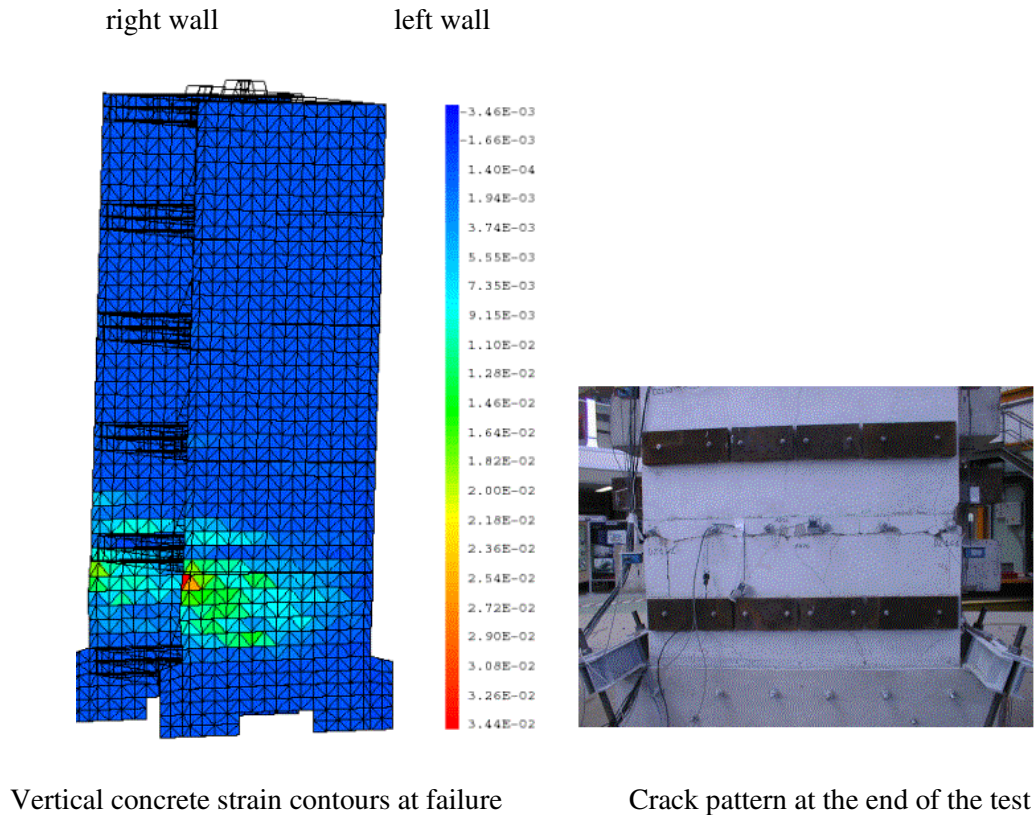 right wall left wall
-3.46E-03
-1.66E-03
1.40E-04
1.94E-03
3.74E-03
5.55E-03
7.35E-03
9.15E-03
1.10E-02
1.28E-02
1.46E-02
1.64E-02
1.82E-02
2.00E-02
2.18E-02
2.36E-02
2.54E-02
2.72E-02
2.90E-02
3.08E-02
3.26E-02
3.44E-02
Vertical concrete strain contours at failure Crack pattern at the end of the test